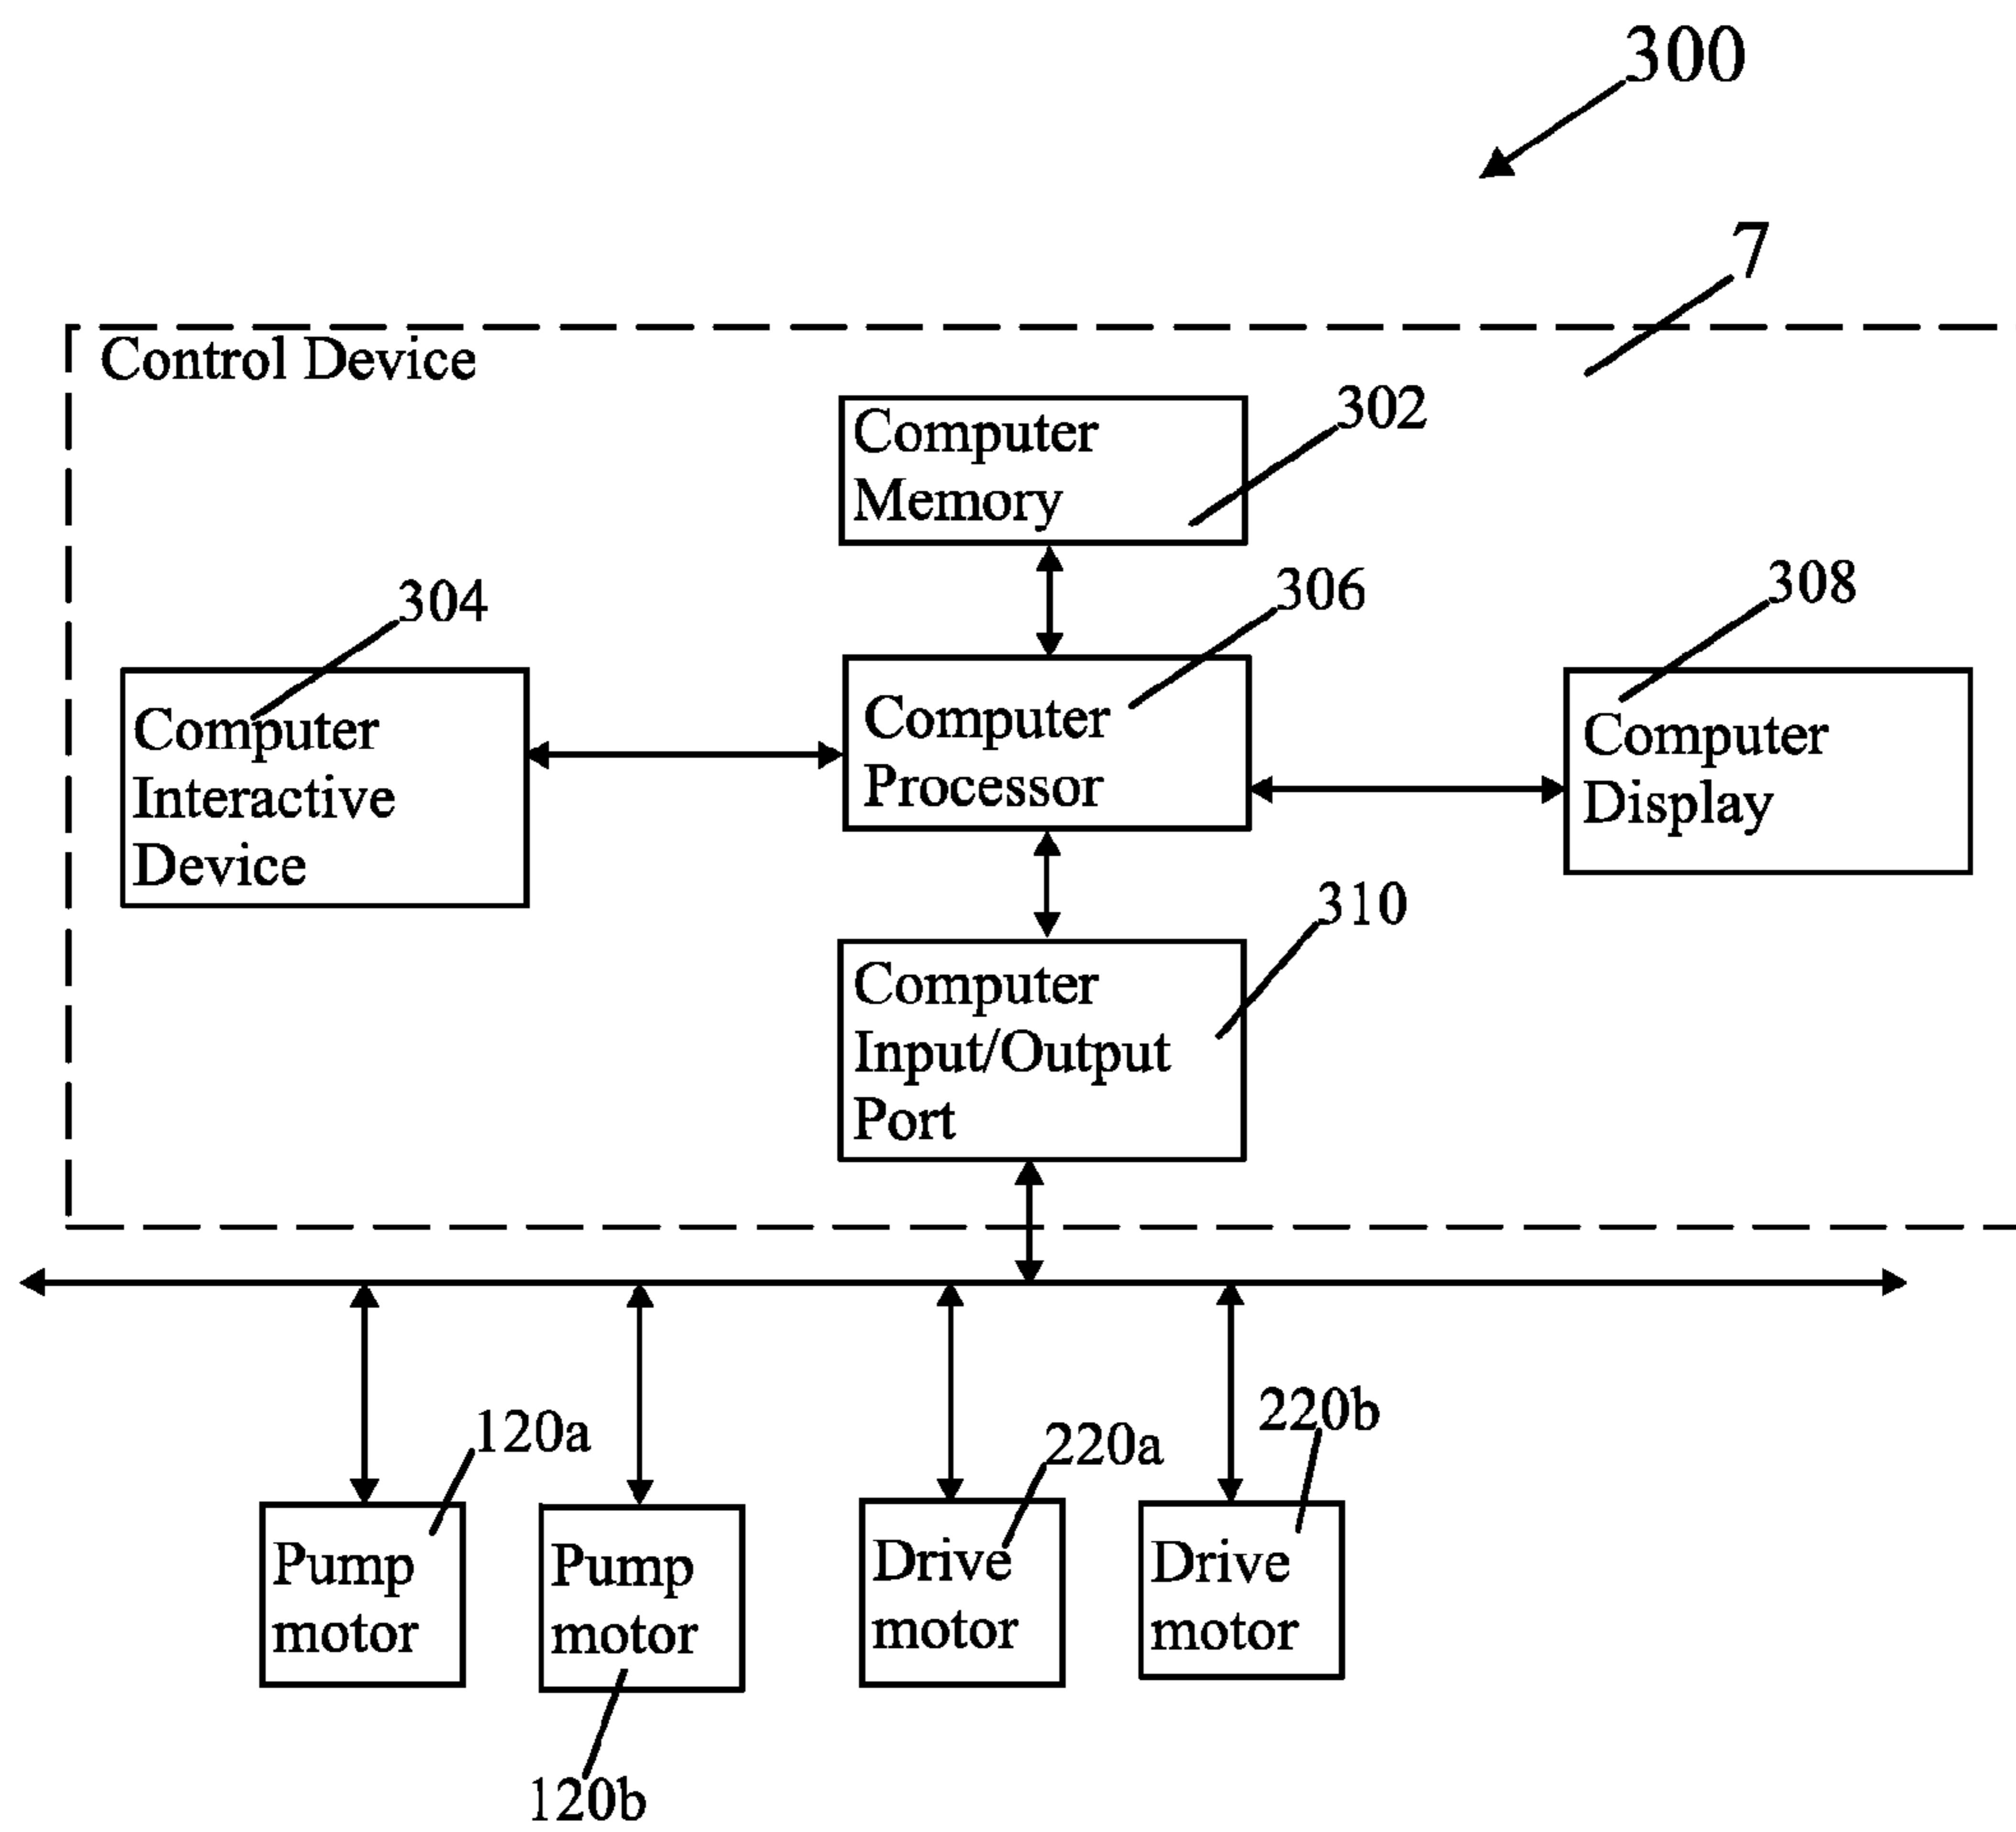 300
7
Control Device
302
Computer
Memory
304
306
308
Computer
Interactive
Device
Computer
Processor
Computer
Display
310
Computer
Input/Output
Port
120a
220a
220b
Pump
motor
Pump
motor
Drive
motor
Drive
motor
120b